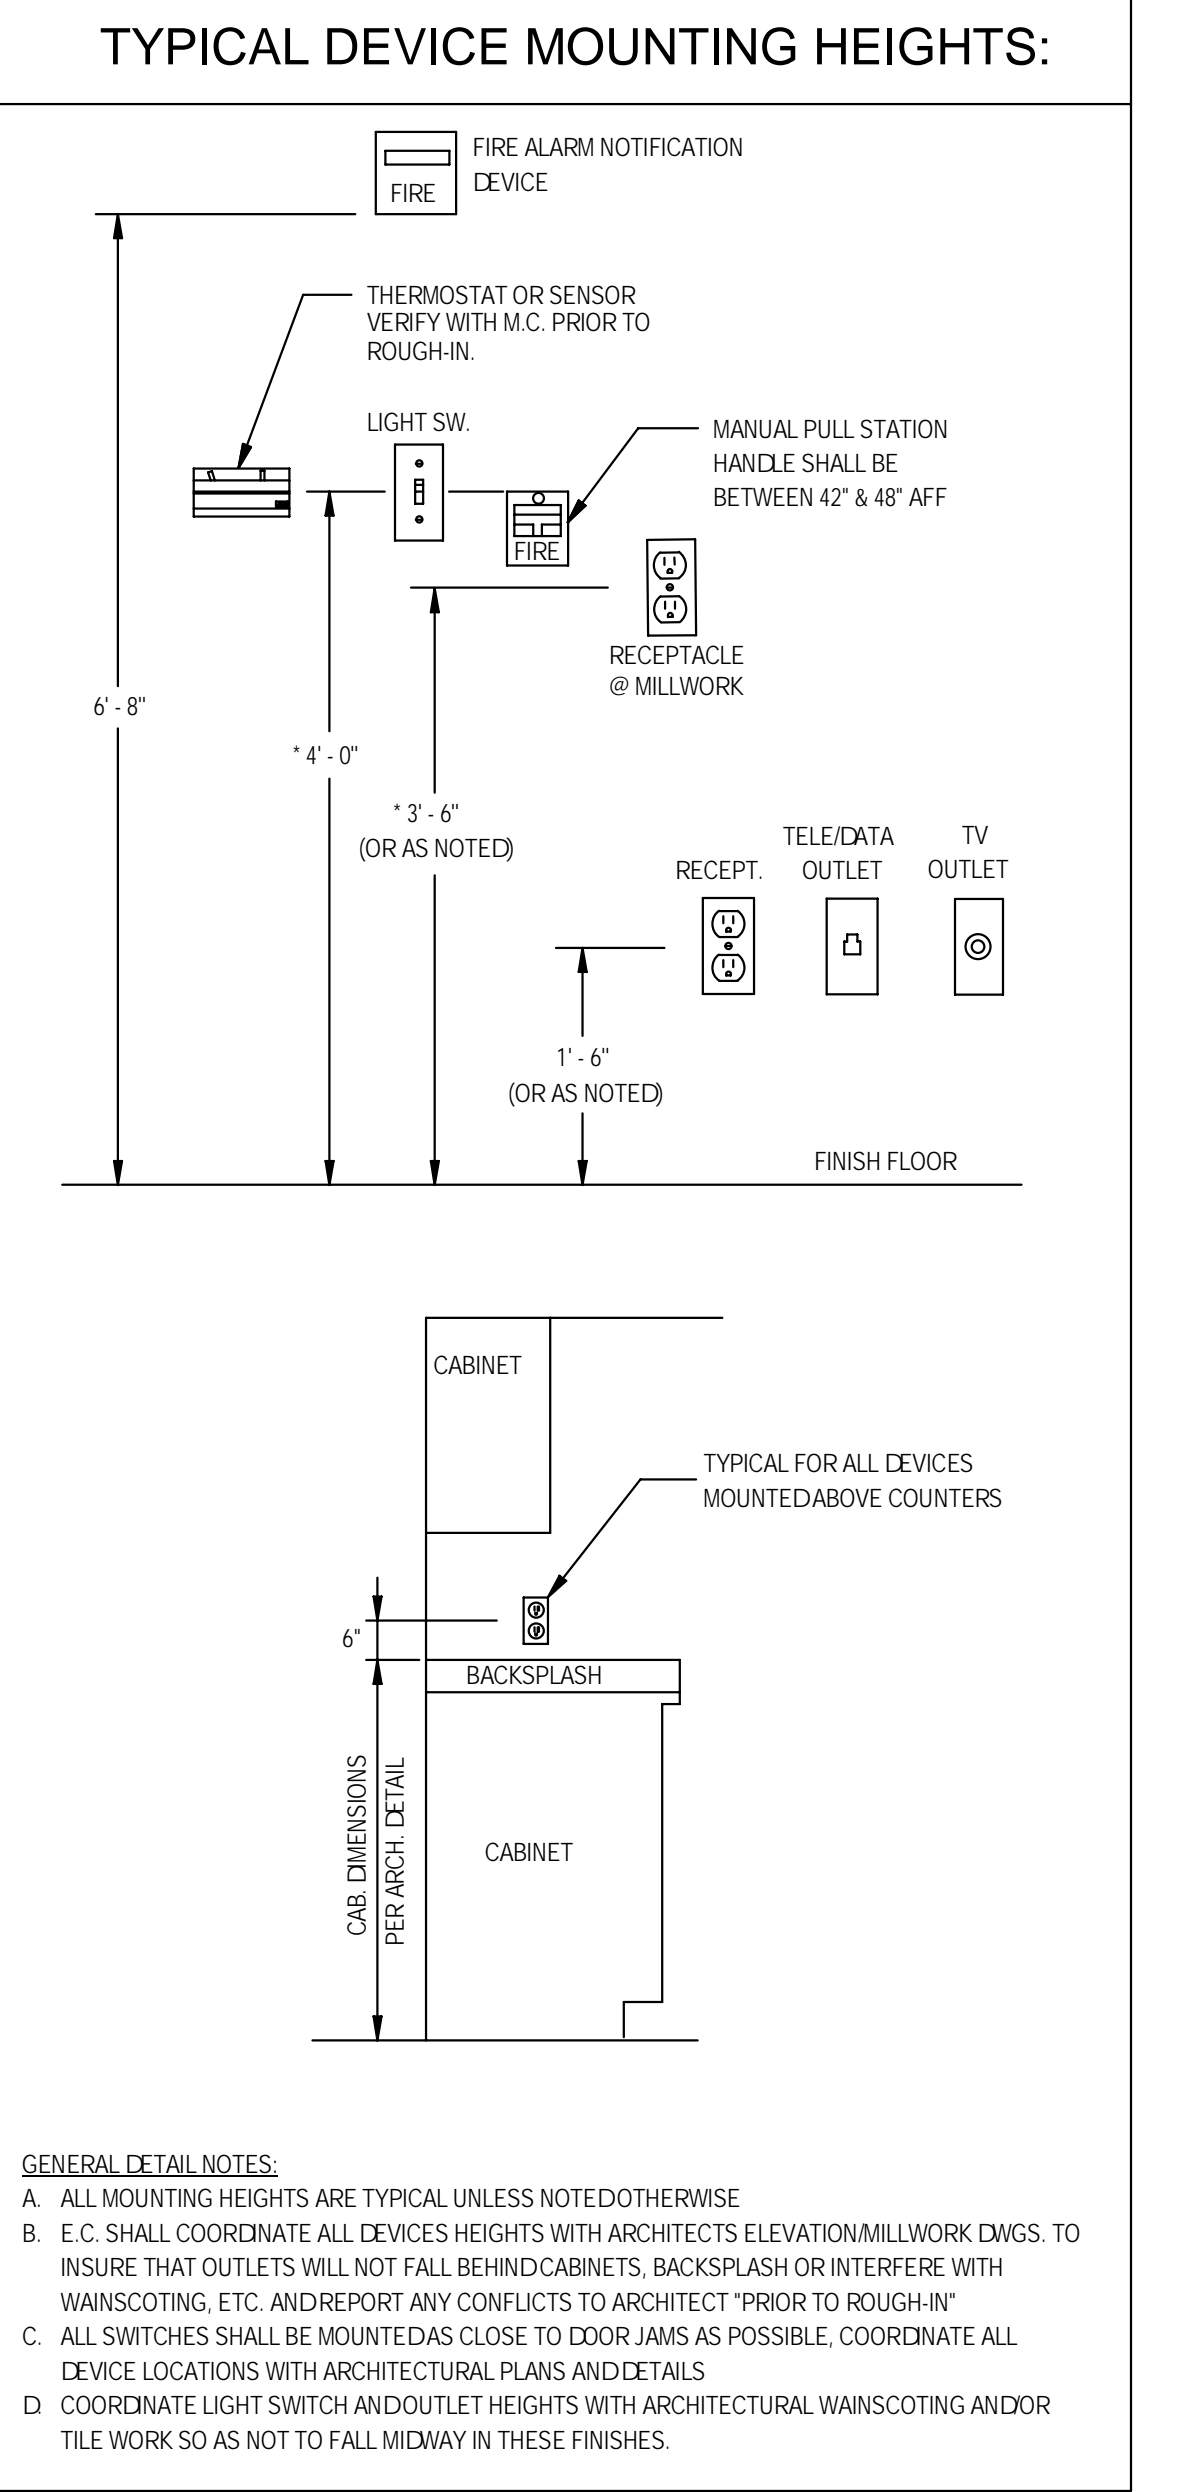 TYPICAL DEVICE MOUNTING HEIGHTS:
FIRE ALARM NOTIFICATION
DEVICE
FIRE
THERMOSTAT OR SENSOR
VERIFY WITH M.C. PRIOR TO
ROUGH-IN.
LIGHT SW.
MANUAL PULL STATION
HANDLE SHALL BE
BETWEEN 42" & 48" AFF
FIRE
RECEPTACLE
@ MILLWORK
6' - 8"
* 4' - 0"
* 3' - 6"
(OR AS NOTED)
RECEPT.
TELE/DATA
OUTLET
TV
OUTLET
1' - 6"
(OR AS NOTED)
FINISH FLOOR
CABINET
TYPICAL FOR ALL DEVICES
MOUNTED ABOVE COUNTERS
6"
BACKSPLASH
CAB. DIMENSIONS
PER ARCH. DETAIL
CABINET
GENERAL DETAIL NOTES:
A. ALL MOUNTING HEIGHTS ARE TYPICAL UNLESS NOTED OTHERWISE
B. E.C. SHALL COORDINATE ALL DEVICES HEIGHTS WITH ARCHITECTS ELEVATION/MILLWORK DWGS. TO
INSURE THAT OUTLETS WILL NOT FALL BEHIND CABINETS, BACKSPLASH OR INTERFERE WITH
WAINSCOTING, ETC. AND REPORT ANY CONFLICTS TO ARCHITECT "PRIOR TO ROUGH-IN"
C. ALL SWITCHES SHALL BE MOUNTED AS CLOSE TO DOOR JAMS AS POSSIBLE, COORDINATE ALL
DEVICE LOCATIONS WITH ARCHITECTURAL PLANS AND DETAILS
D. COORDINATE LIGHT SWITCH AND OUTLET HEIGHTS WITH ARCHITECTURAL WAINSCOTING AND/OR
TILE WORK SO AS NOT TO FALL MIDWAY IN THESE FINISHES.